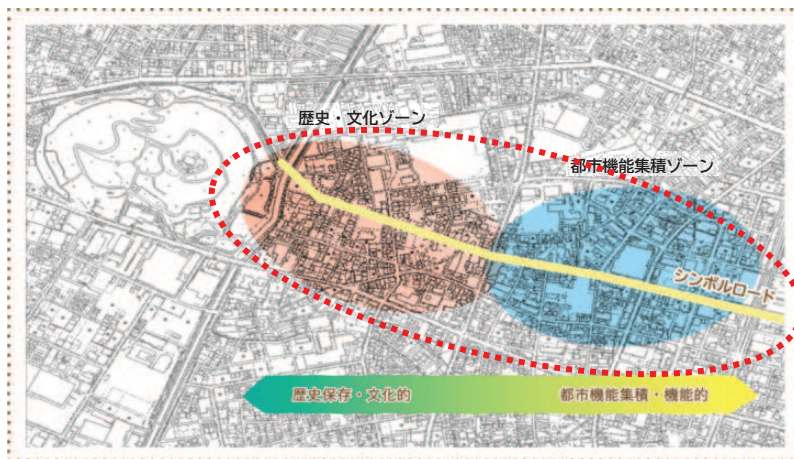 歴史・文化ゾーン
都市機能集積ゾーン
シンボルロード
歴史保存・文化的
都市機能集積・機能的